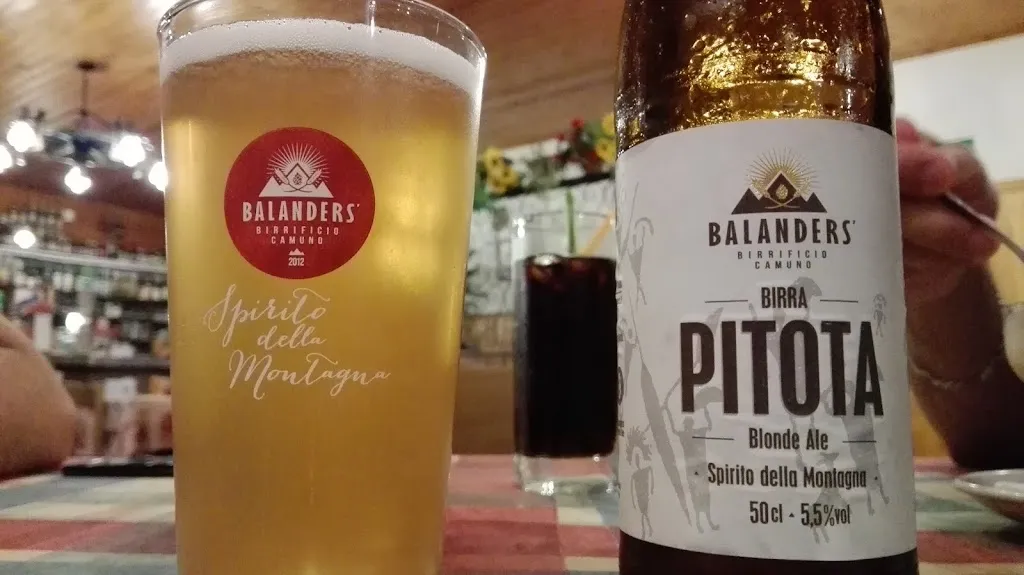 BALANDERS'
BIRRIFICIO
CAMUNO
2012
Spirito
della
Montagna
BALANDERS'
BIRRIFICIO
CAMUNO
BIRRA
PITOTA
Blonde Ale
· Spirito della Montagna ·
50cl · 5,5%vol